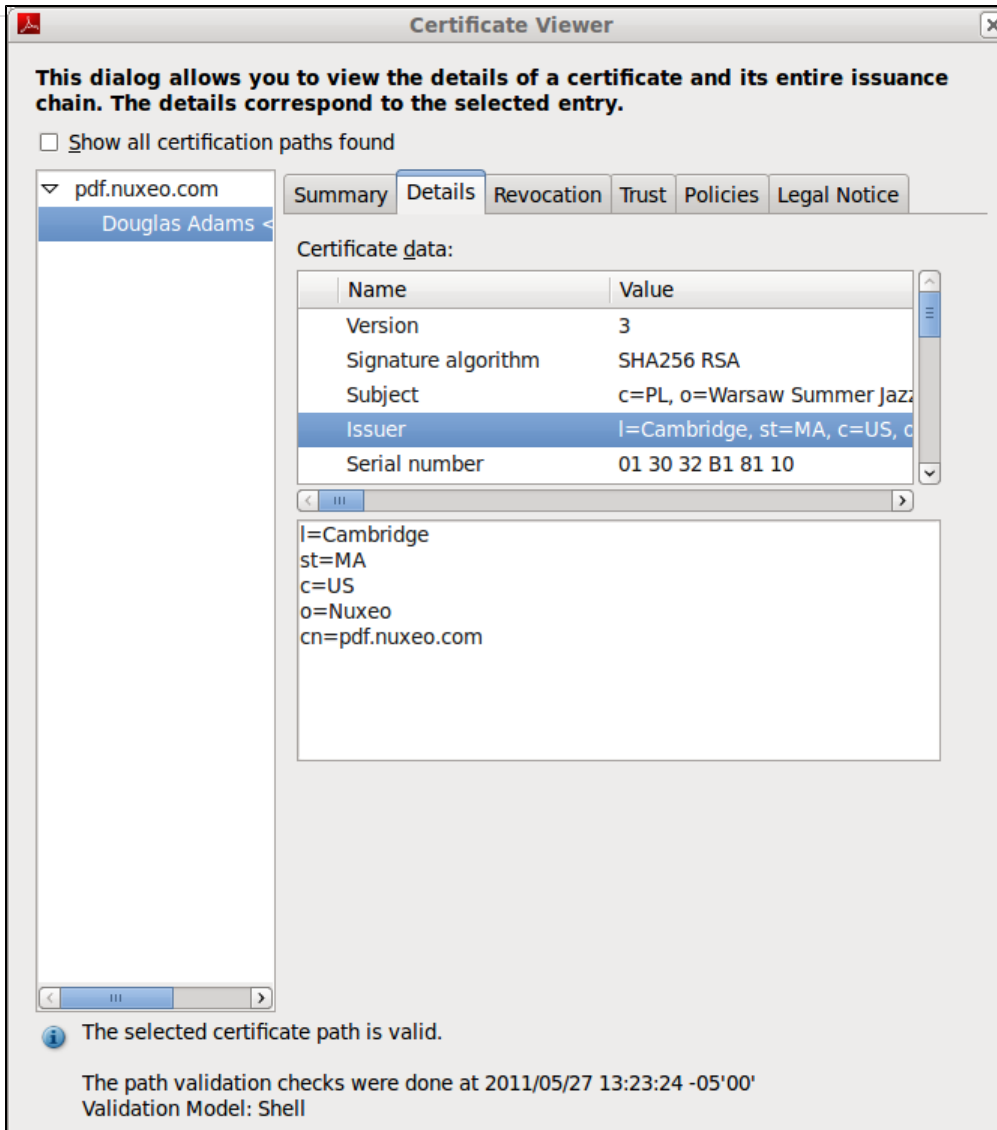 Certificate Viewer
This dialog allows you to view the details of a certificate and its entire issuance
chain. The details correspond to the selected entry.
Show all certification paths found
pdf.nuxeo.com
Douglas Adams <
Summary Details Revocation Trust Policies Legal Notice
Certificate data:
Name Value
Version 3
Signature algorithm SHA256 RSA
Subject c=PL, o=Warsaw Summer Jazz
Issuer l=Cambridge, st=MA, c=US, o
Serial number 01 30 32 B1 81 10
l=Cambridge
st=MA
c=US
o=Nuxeo
cn=pdf.nuxeo.com
The selected certificate path is valid.
The path validation checks were done at 2011/05/27 13:23:24 -05'00'
Validation Model: Shell